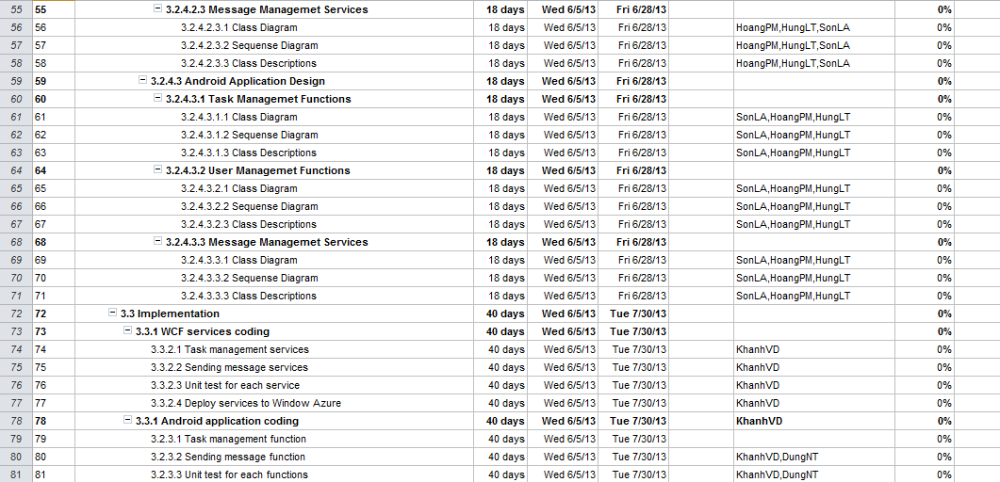 55 55 3.2.4.2.3 Message Managemet Services 18 days Wed 6/5/13 Fri 6/28/13 0%
56 56 3.2.4.2.3.1 Class Diagram 18 days Wed 6/5/13 Fri 6/28/13 HoangPM,HungLT,SonLA 0%
57 57 3.2.4.2.3.2 Sequense Diagram 18 days Wed 6/5/13 Fri 6/28/13 HoangPM,HungLT,SonLA 0%
58 58 3.2.4.2.3.3 Class Descriptions 18 days Wed 6/5/13 Fri 6/28/13 HoangPM,HungLT,SonLA 0%
59 59 3.2.4.3 Android Application Design 18 days Wed 6/5/13 Fri 6/28/13 0%
60 60 3.2.4.3.1 Task Managemet Functions 18 days Wed 6/5/13 Fri 6/28/13 0%
61 61 3.2.4.3.1.1 Class Diagram 18 days Wed 6/5/13 Fri 6/28/13 SonLA,HoangPM,HungLT 0%
62 62 3.2.4.3.1.2 Sequense Diagram 18 days Wed 6/5/13 Fri 6/28/13 SonLA,HoangPM,HungLT 0%
63 63 3.2.4.3.1.3 Class Descriptions 18 days Wed 6/5/13 Fri 6/28/13 SonLA,HoangPM,HungLT 0%
64 64 3.2.4.3.2 User Managemet Functions 18 days Wed 6/5/13 Fri 6/28/13 0%
65 65 3.2.4.3.2.1 Class Diagram 18 days Wed 6/5/13 Fri 6/28/13 SonLA,HoangPM,HungLT 0%
66 66 3.2.4.3.2.2 Sequense Diagram 18 days Wed 6/5/13 Fri 6/28/13 SonLA,HoangPM,HungLT 0%
67 67 3.2.4.3.2.3 Class Descriptions 18 days Wed 6/5/13 Fri 6/28/13 SonLA,HoangPM,HungLT 0%
68 68 3.2.4.3.3 Message Managemet Services 18 days Wed 6/5/13 Fri 6/28/13 0%
69 69 3.2.4.3.3.1 Class Diagram 18 days Wed 6/5/13 Fri 6/28/13 SonLA,HoangPM,HungLT 0%
70 70 3.2.4.3.3.2 Sequense Diagram 18 days Wed 6/5/13 Fri 6/28/13 SonLA,HoangPM,HungLT 0%
71 71 3.2.4.3.3.3 Class Descriptions 18 days Wed 6/5/13 Fri 6/28/13 SonLA,HoangPM,HungLT 0%
72 72 3.3 Implementation 40 days Wed 6/5/13 Tue 7/30/13 0%
73 73 3.3.1 WCF services coding 40 days Wed 6/5/13 Tue 7/30/13 0%
74 74 3.3.2.1 Task management services 40 days Wed 6/5/13 Tue 7/30/13 KhanhVD 0%
75 75 3.3.2.2 Sending message services 40 days Wed 6/5/13 Tue 7/30/13 KhanhVD 0%
76 76 3.3.2.3 Unit test for each service 40 days Wed 6/5/13 Tue 7/30/13 KhanhVD 0%
77 77 3.3.2.4 Deploy services to Window Azure 40 days Wed 6/5/13 Tue 7/30/13 KhanhVD 0%
78 78 3.3.1 Android application coding 40 days Wed 6/5/13 Tue 7/30/13 KhanhVD 0%
79 79 3.2.3.1 Task management function 40 days Wed 6/5/13 Tue 7/30/13 0%
80 80 3.2.3.2 Sending message function 40 days Wed 6/5/13 Tue 7/30/13 KhanhVD,DungNT 0%
81 81 3.2.3.3 Unit test for each functions 40 days Wed 6/5/13 Tue 7/30/13 KhanhVD,DungNT 0%